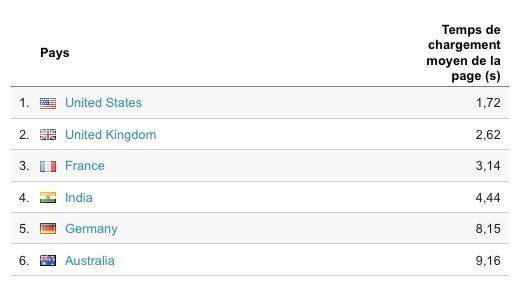 Pays
Temps de
chargement
moyen de la
page (s)
1. United States 1,72
2. United Kingdom 2,62
3. France 3,14
4. India 4,44
5. Germany 8,15
6. Australia 9,16